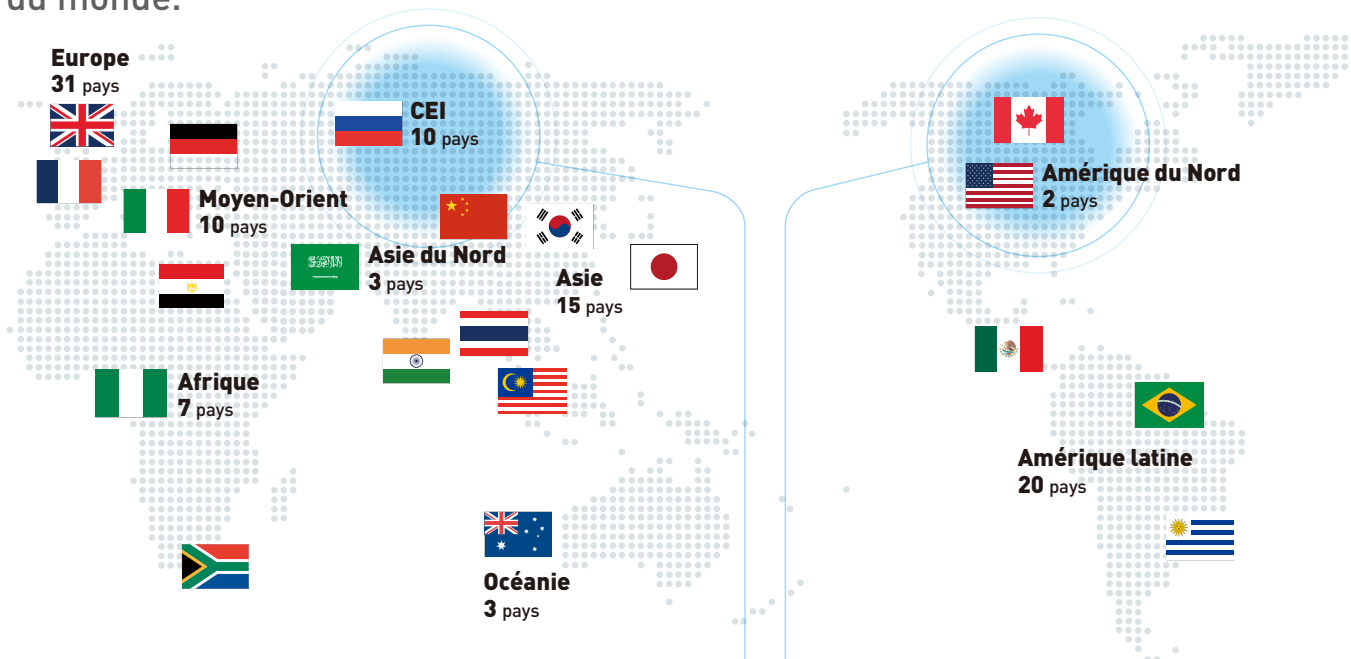 du monde.
Europe
31 pays
CEI
10 pays
Moyen-Orient
10 pays
Asie du Nord
3 pays
Asie
15 pays
Afrique
7 pays
Océanie
3 pays
Amérique du Nord
2 pays
Amérique latine
20 pays